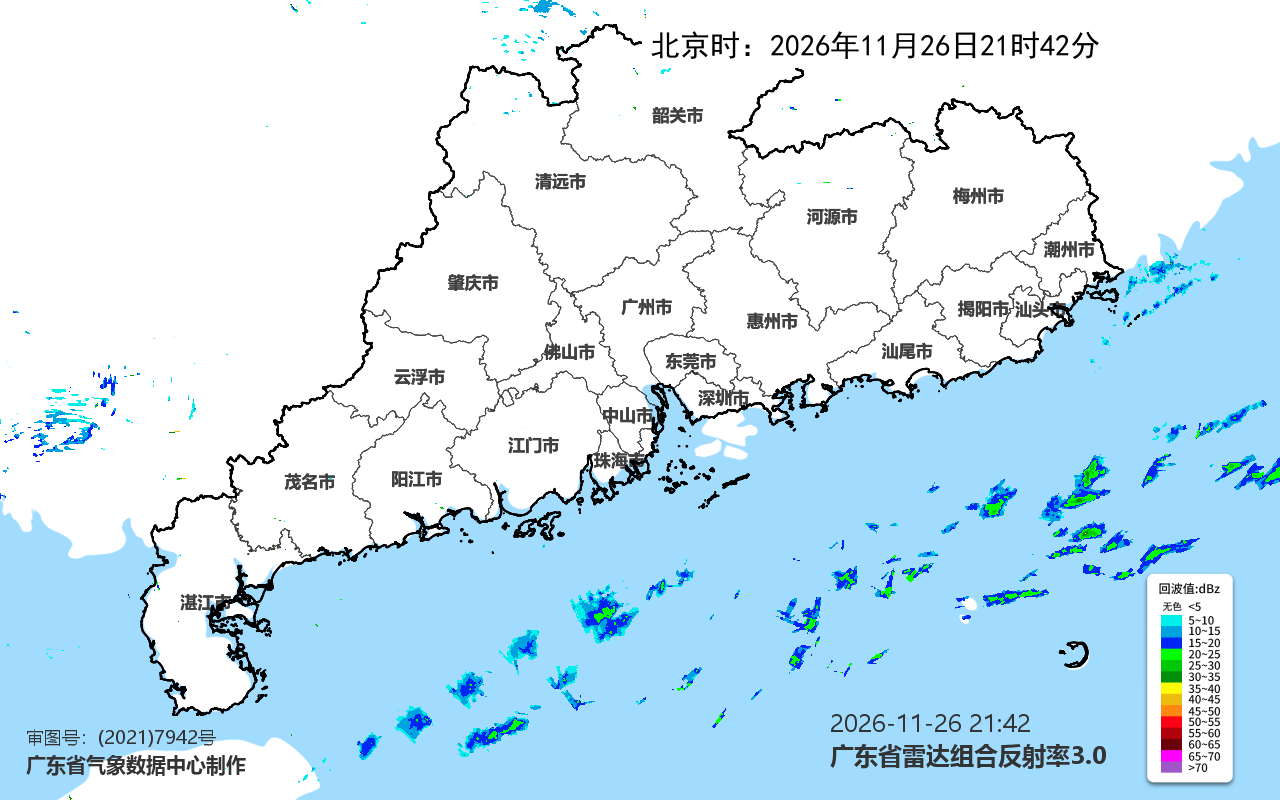 北京时：2026年11月26日21时42分
韶关市
清远市
梅州市
河源市
潮州市
肇庆市
广州市
惠州市
揭阳市
汕头市
佛山市
东莞市
汕尾市
云浮市
深圳市
中山市
江门市
珠海市
茂名市
阳江市
湛江市
回波值:dBz
无色 <5
5~10
10~15
15~20
20~25
25~30
30~35
35~40
40~45
45~50
50~55
55~60
60~65
65~70
>70
2026-11-26 21:42
广东省雷达组合反射率3.0
审图号：(2021)7942号
广东省气象数据中心制作